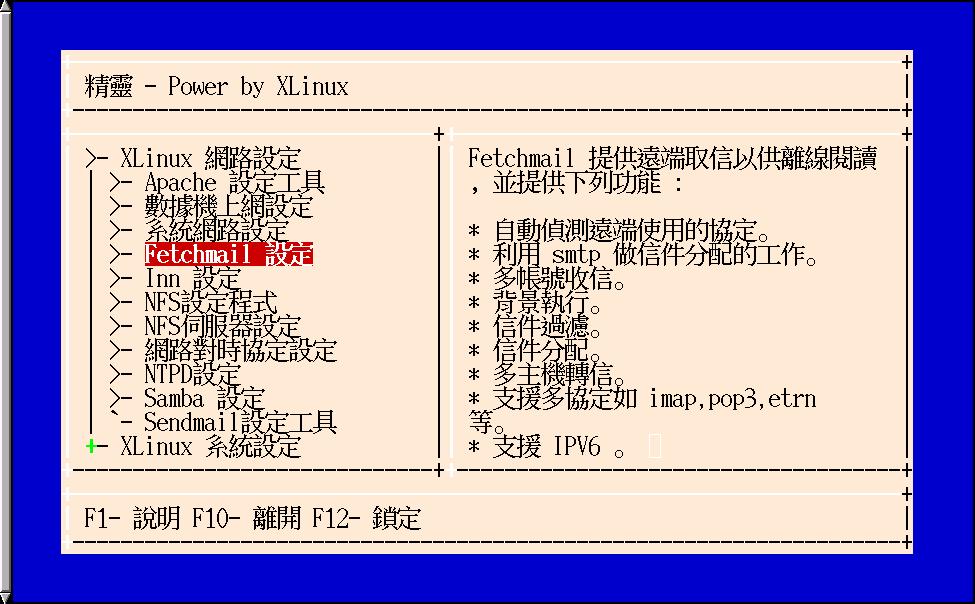 精靈 - Power by XLinux
>- XLinux 網路設定
>- Apache 設定工具
>- 數據機上網設定
>- 系統網路設定
>- Fetchmail 設定
>- Inn 設定
>- NFS設定程式
>- NFS伺服器設定
>- 網路對時協定設定
>- NTPD設定
>- Samba 設定
`- Sendmail設定工具
+- XLinux 系統設定
Fetchmail 提供遠端取信以供離線閱讀
, 並提供下列功能 :
* 自動偵測遠端使用的協定。
* 利用 smtp 做信件分配的工作。
* 多帳號收信。
* 背景執行。
* 信件過濾。
* 信件分配。
* 多主機轉信。
* 支援多協定如 imap,pop3,etrn
等。
* 支援 IPV6 。
F1- 說明 F10- 離開 F12- 鎖定